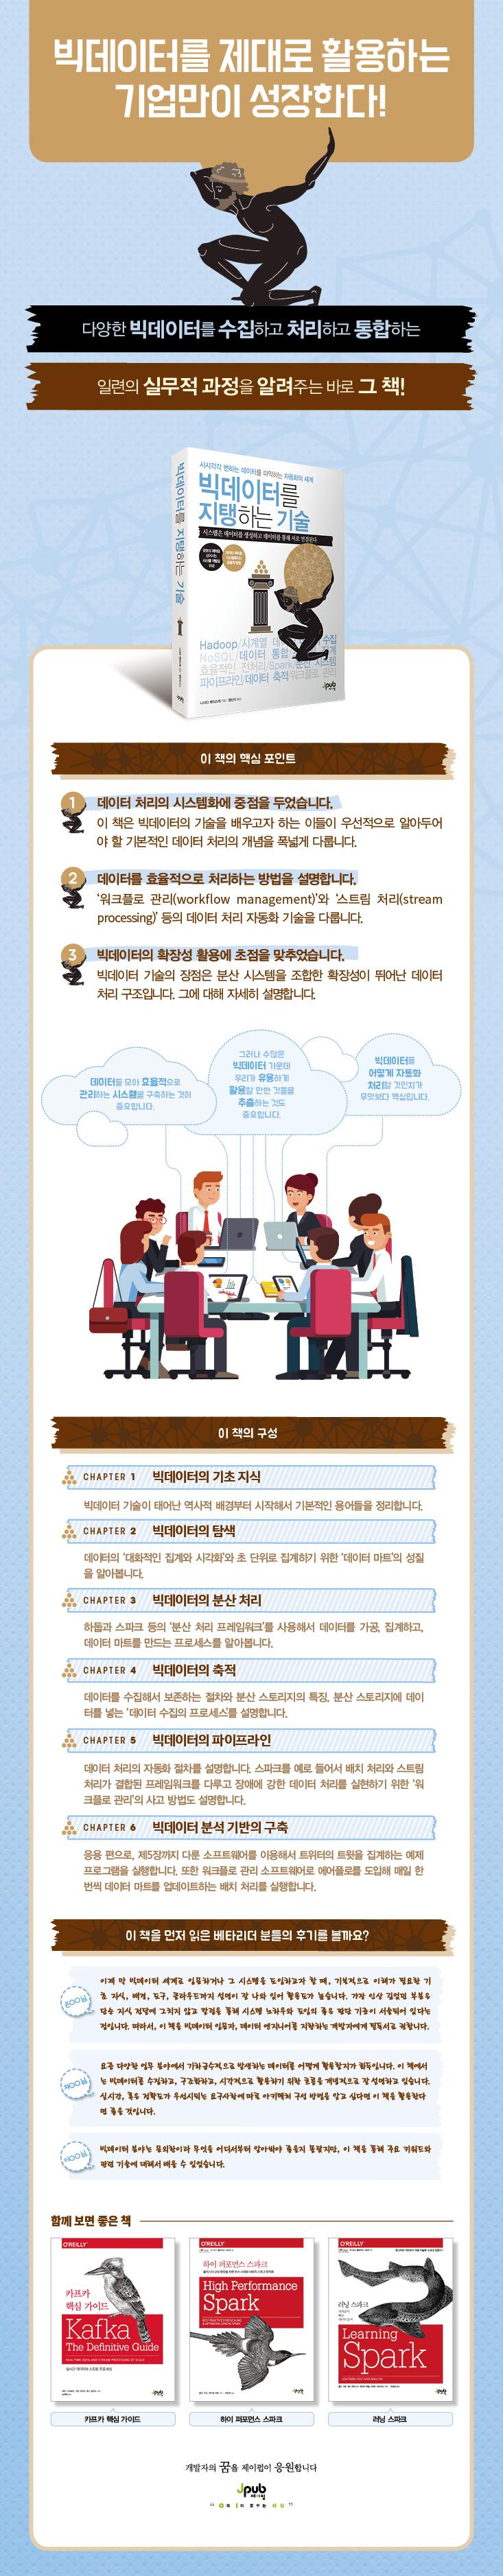 빅데이터를 제대로 활용하는
기업만이 성장한다!
다양한 빅데이터를 수집하고 처리하고 통합하는
일련의 실무적 과정을 알려주는 바로 그 책!
시시각각 변하는 데이터를 파악하는 자동화의 세계
빅데이터를
지탱하는 기술
시스템은 데이터를 생성하고 데이터를 통해 서로 연결된다
빅데이터를 지탱하는 기술
Hadoop/시계열 데 수집
NoSQL/데이터 통합
효율적인 전처리/Spark/분산 시스템
파이프라인/데이터 축적/워크플로 관리
Jpub
이 책의 핵심 포인트
1 데이터 처리의 시스템화에 중점을 두었습니다.
이 책은 빅데이터의 기술을 배우고자 하는 이들이 우선적으로 알아두어
야 할 기본적인 데이터 처리의 개념을 폭넓게 다룹니다.
2 데이터를 효율적으로 처리하는 방법을 설명합니다.
'워크플로 관리(workflow management)'와 '스트림 처리(stream
processing)' 등의 데이터 처리 자동화 기술을 다룹니다.
3 빅데이터의 확장성 활용에 초점을 맞추었습니다.
빅데이터 기술의 장점은 분산 시스템을 조합한 확장성이 뛰어난 데이터
처리 구조입니다. 그에 대해 자세히 설명합니다.
데이터를 모아 효율적으로
관리하는 시스템을 구축하는 것이
중요합니다.
그러나 수많은
빅데이터 가운데
우리가 유용하게
활용할 만한 것들을
추출하는 것도
중요합니다.
빅데이터를
어떻게 자동화
처리할 것인지가
무엇보다 핵심입니다.
이 책의 구성
CHAPTER 1 빅데이터의 기초 지식
빅데이터 기술이 태어난 역사적 배경부터 시작해서 기본적인 용어들을 정리합니다.
CHAPTER 2 빅데이터의 탐색
데이터의 '대화적인 집계와 시각화'와 초 단위로 집계하기 위한 '데이터 마트'의 성질
을 알아봅니다.
CHAPTER 3 빅데이터의 분산 처리
하둡과 스파크 등의 '분산 처리 프레임워크'를 사용해서 데이터를 가공, 집계하고,
데이터 마트를 만드는 프로세스를 알아봅니다.
CHAPTER 4 빅데이터의 축적
데이터를 수집해서 보존하는 절차와 분산 스토리지의 특징, 분산 스토리지에 데이
터를 넣는 '데이터 수집의 프로세스'를 설명합니다.
CHAPTER 5 빅데이터의 파이프라인
데이터 처리의 자동화 절차를 설명합니다. 스파크를 예로 들어서 배치 처리와 스트림
처리가 결합된 프레임워크를 다루고 장애에 강한 데이터 처리를 실현하기 위한 '워
크플로 관리'의 사고 방법도 설명합니다.
CHAPTER 6 빅데이터 분석 기반의 구축
응용 편으로, 제5장까지 다룬 소프트웨어를 이용해서 트위터의 트윗을 집계하는 예제
프로그램을 실행합니다. 또한 워크플로 관리 소프트웨어로 에어플로를 도입해 매일 한
번씩 데이터 마트를 업데이트하는 배치 처리를 실행합니다.
이 책을 먼저 읽은 베타리더 분들의 후기를 볼까요?
이제 막 빅데이터 세계로 입문하거나 그 시스템을 도입하고자 할 때, 기본적으로 이해가 필요한 기
초 지식, 배경, 도구, 클라우드까지 설명이 잘 나와 있어 활용도가 높습니다. 가장 인상 깊었던 부분은
단순 지식 전달에 그치지 않고 칼럼을 통해 시스템 노하우와 도입의 좋은 판단 기준이 서술되어 있다는
점입니다. 따라서, 이 책을 빅데이터 입문자, 데이터 엔지니어를 지향하는 개발자에게 필독서로 권합니다.
요즘 다양한 업무 분야에서 기하급수적으로 발생하는 데이터를 어떻게 활용할지가 화두입니다. 이 책에서
는 빅데이터를 수집하고, 구조화하고, 시각적으로 활용하기 위한 흐름을 개념적으로 잘 설명하고 있습니다.
실시간, 혹은 정확도가 우선시되는 요구사항에 따로 아키텍처 구성 방법을 알고 싶다면 이 책을 활용한다
면 좋을 것입니다.
빅데이터 분야는 문외한이라 무엇을 어디서부터 알아봐야 좋을지 몰랐지만, 이 책을 통해 주요 키워드와
관련 기술에 대해서 배울 수 있었습니다.
함께 보면 좋은 책
O'REILLY
카프카
핵심 가이드
Kafka
The Definitive Guide
O'REILLY
하이 퍼포먼스 스파크
High Performance
Spark
O'REILLY
러닝 스파크
Learning
Spark
카프카 핵심 가이드
하이 퍼포먼스 스파크
러닝 스파크
개발자의 꿈을 제이펍이 응원합니다
Jpub
제이펍